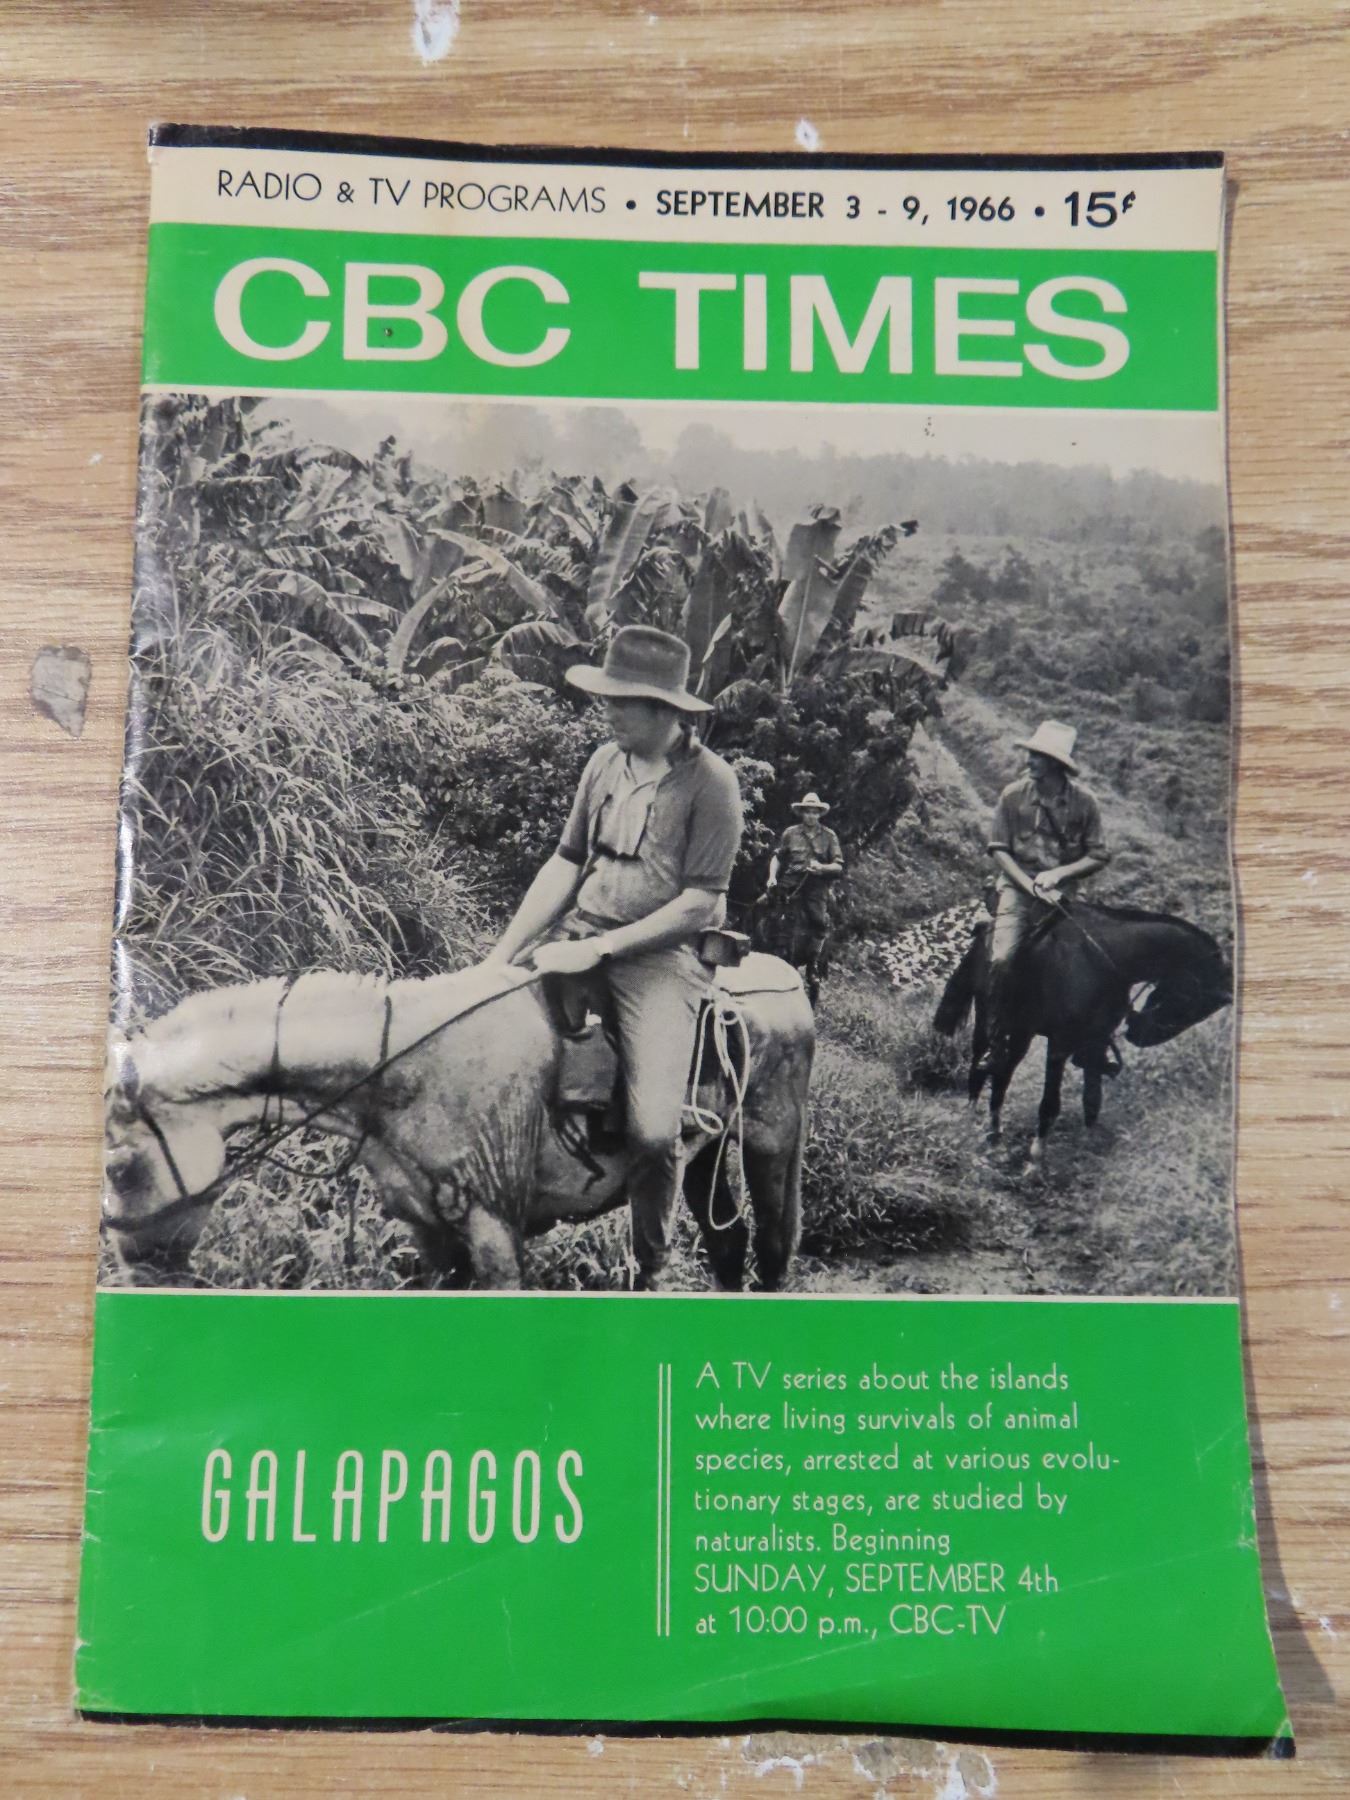 RADIO & TV PROGRAMS • SEPTEMBER 3 - 9, 1966 • 15¢
CBC TIMES
GALAPAGOS
A TV series about the islands
where living survivals of animal
species, arrested at various evolu-
tionary stages, are studied by
naturalists. Beginning
SUNDAY, SEPTEMBER 4th
at 10:00 p.m., CBC-TV